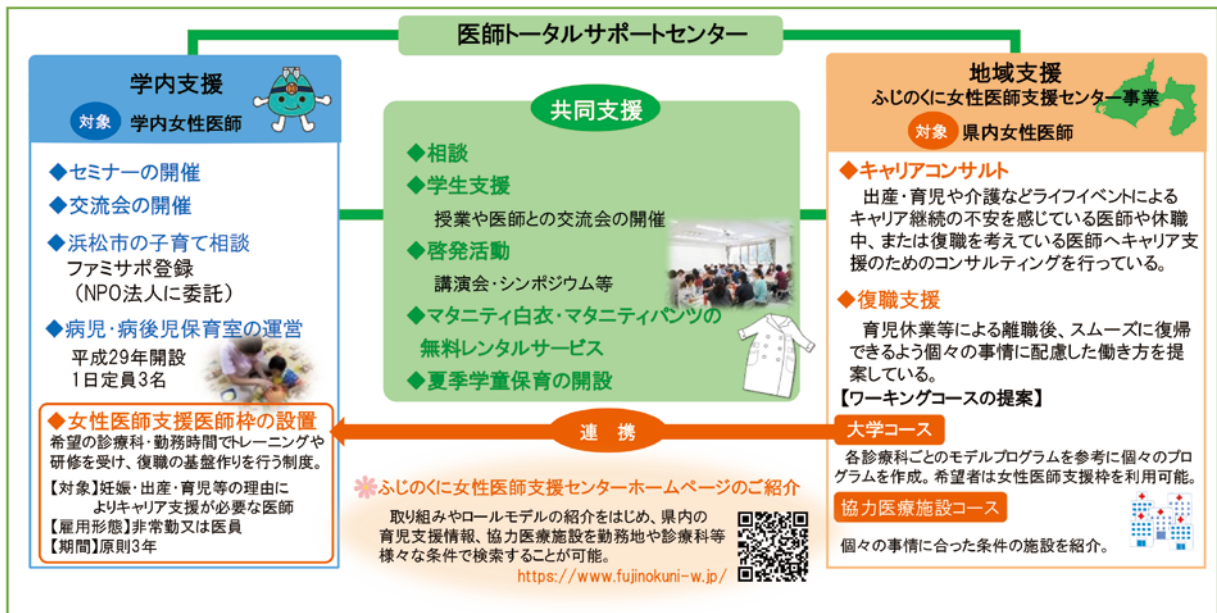 医師トータルサポートセンター
学内支援
対象 学内女性医師
◆セミナーの開催
◆交流会の開催
◆浜松市の子育て相談
ファミサポ登録
（NPO法人に委託）
◆病児・病後児保育室の運営
平成29年開設
1日定員3名
◆女性医師支援医師枠の設置
希望の診療科・勤務時間でトレーニングや
研修を受け、復職の基盤作りを行う制度。
【対象】妊娠・出産・育児等の理由に
よりキャリア支援が必要な医師
【雇用形態】非常勤又は医員
【期間】原則3年
共同支援
◆相談
◆学生支援
授業や医師との交流会の開催
◆啓発活動
講演会・シンポジウム等
◆マタニティ白衣・マタニティパンツの
無料レンタルサービス
◆夏季学童保育の開設
連 携
ふじのくに女性医師支援センターホームページのご紹介
取り組みやロールモデルの紹介をはじめ、県内の
育児支援情報、協力医療施設を勤務地や診療科等
様々な条件で検索することが可能。
https://www.fujinokuni-w.jp/
地域支援
ふじのくに女性医師支援センター事業
対象 県内女性医師
◆キャリアコンサルト
出産・育児や介護などライフイベントによる
キャリア継続の不安を感じている医師や休職
中、または復職を考えている医師へキャリア支
援のためのコンサルティングを行っている。
◆復職支援
育児休業等による離職後、スムーズに復帰
できるよう個々の事情に配慮した働き方を提
案している。
【ワーキングコースの提案】
大学コース
各診療科ごとのモデルプログラムを参考に個々のプロ
グラムを作成。希望者は女性医師支援枠を利用可能。
協力医療施設コース
個々の事情に合った条件の施設を紹介。